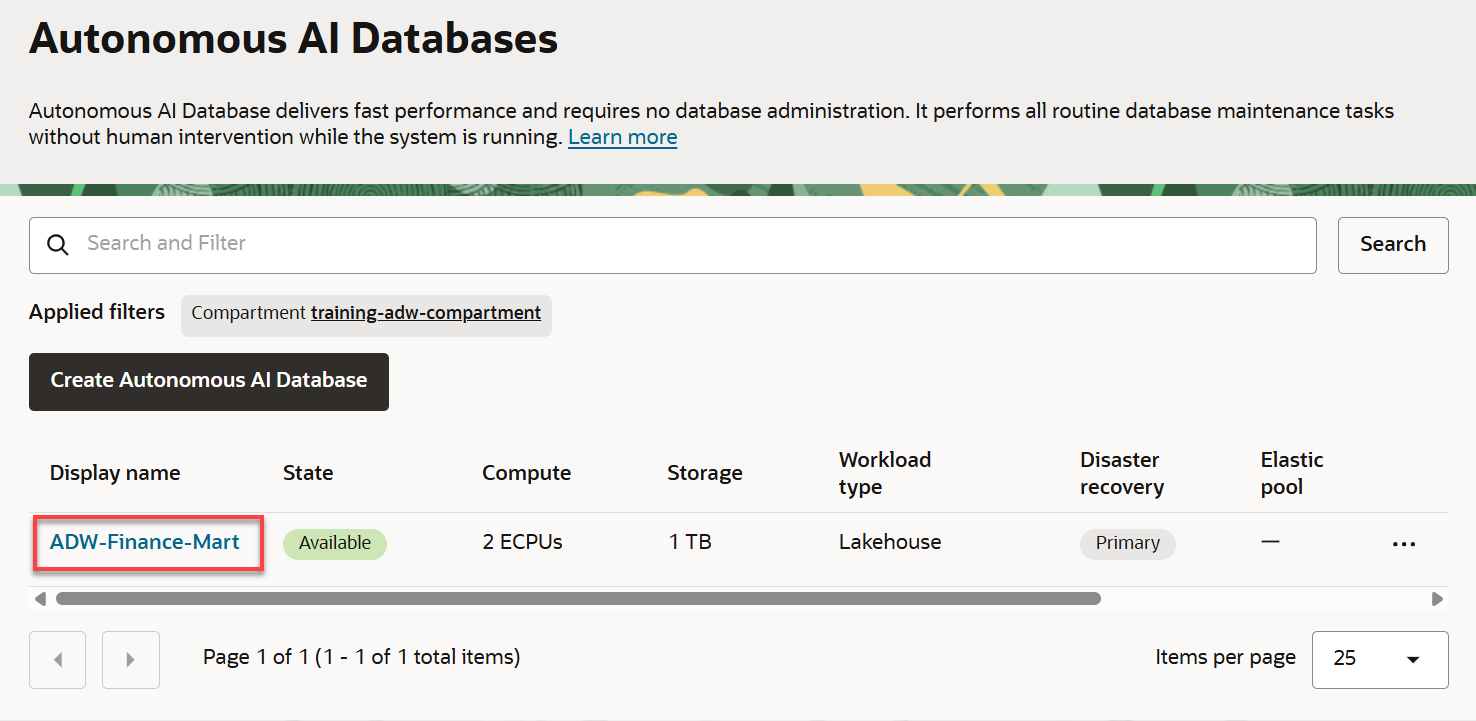 Autonomous AI Databases
Autonomous AI Database delivers fast performance and requires no database administration. It performs all routine database maintenance tasks
without human intervention while the system is running. Learn more
Search and Filter
Search
Applied filters
Compartment training-adw-compartment
Create Autonomous AI Database
Display name
State
Compute
Storage
Workload
type
Disaster
recovery
Elastic
pool
ADW-Finance-Mart
Available
2 ECPUs
1 TB
Lakehouse
Primary
—
Page 1 of 1 (1 - 1 of 1 total items)
Items per page
25